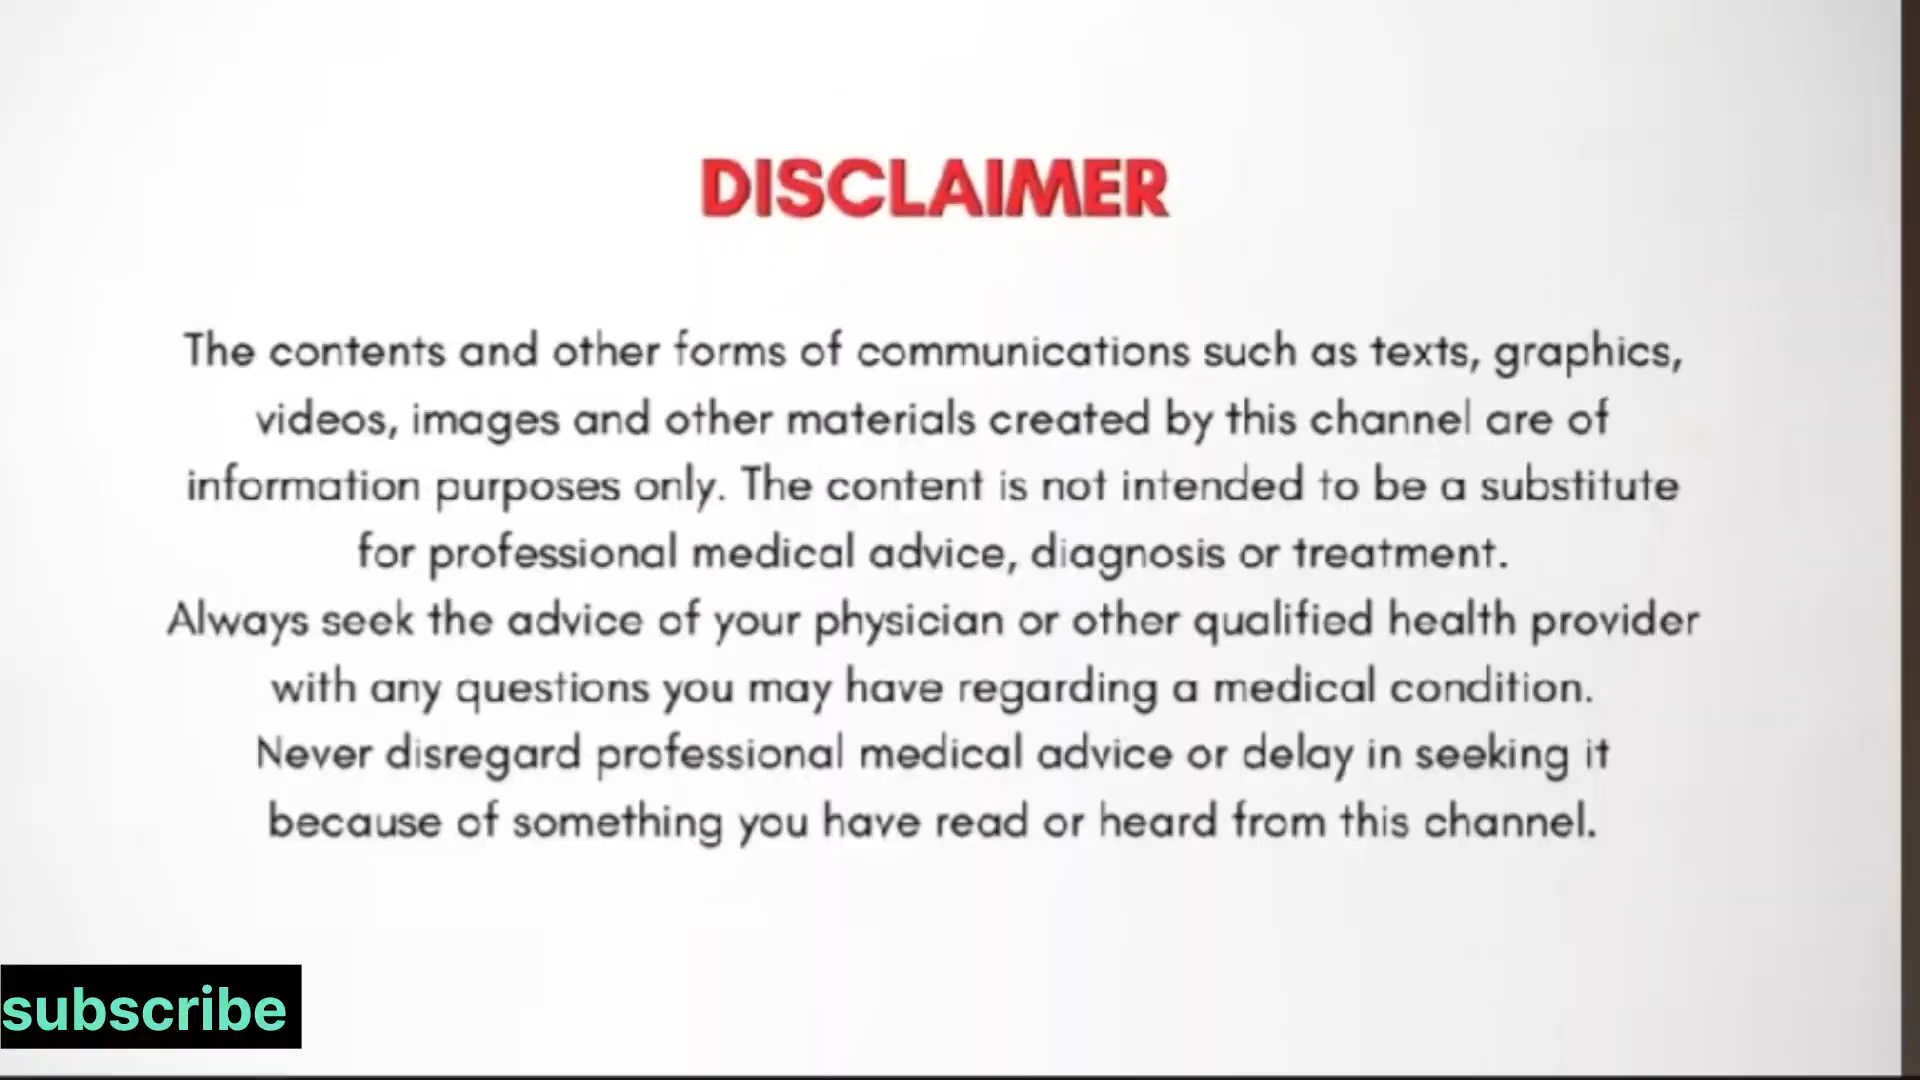 DISCLAIMER
The contents and other forms of communications such as texts, graphics,
videos, images and other materials created by this channel are of
information purposes only. The content is not intended to be a substitute
for professional medical advice, diagnosis or treatment.
Always seek the advice of your physician or other qualified health provider
with any questions you may have regarding a medical condition.
Never disregard professional medical advice or delay in seeking it
because of something you have read or heard from this channel.
subscribe